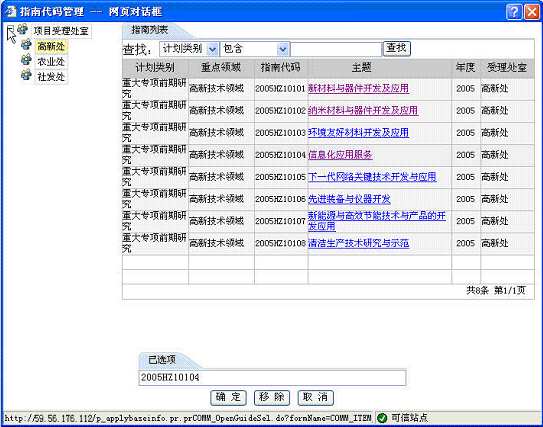 指南代码管理 -- 网页对话框
项目受理处室
高新处
农业处
社发处
指南列表
查找： 计划类别 包含 查找
计划类别 重点领域 指南代码 主题 年度 受理处室
重大专项前期研究 高新技术领域 2005HZ10101 新材料与器件开发及应用 2005 高新处
重大专项前期研究 高新技术领域 2005HZ10102 纳米材料与器件开发及应用 2005 高新处
重大专项前期研究 高新技术领域 2005HZ10103 环境友好材料开发及应用 2005 高新处
重大专项前期研究 高新技术领域 2005HZ10104 信息化应用服务 2005 高新处
重大专项前期研究 高新技术领域 2005HZ10105 下一代网络关键技术开发与应用 2005 高新处
重大专项前期研究 高新技术领域 2005HZ10106 先进装备与仪器开发 2005 高新处
重大专项前期研究 高新技术领域 2005HZ10107 新能源与高效节能技术与产品的开发应用 2005 高新处
重大专项前期研究 高新技术领域 2005HZ10108 清洁生产技术研究与示范 2005 高新处
共8条 第1/1页
已选项
2005HZ10104
确 定 移 除 取 消
http://59.56.176.112/p_applybaseinfo.pr.prCOMM_OpenGuideSel.do?formName=COMM_ITEM 可信站点